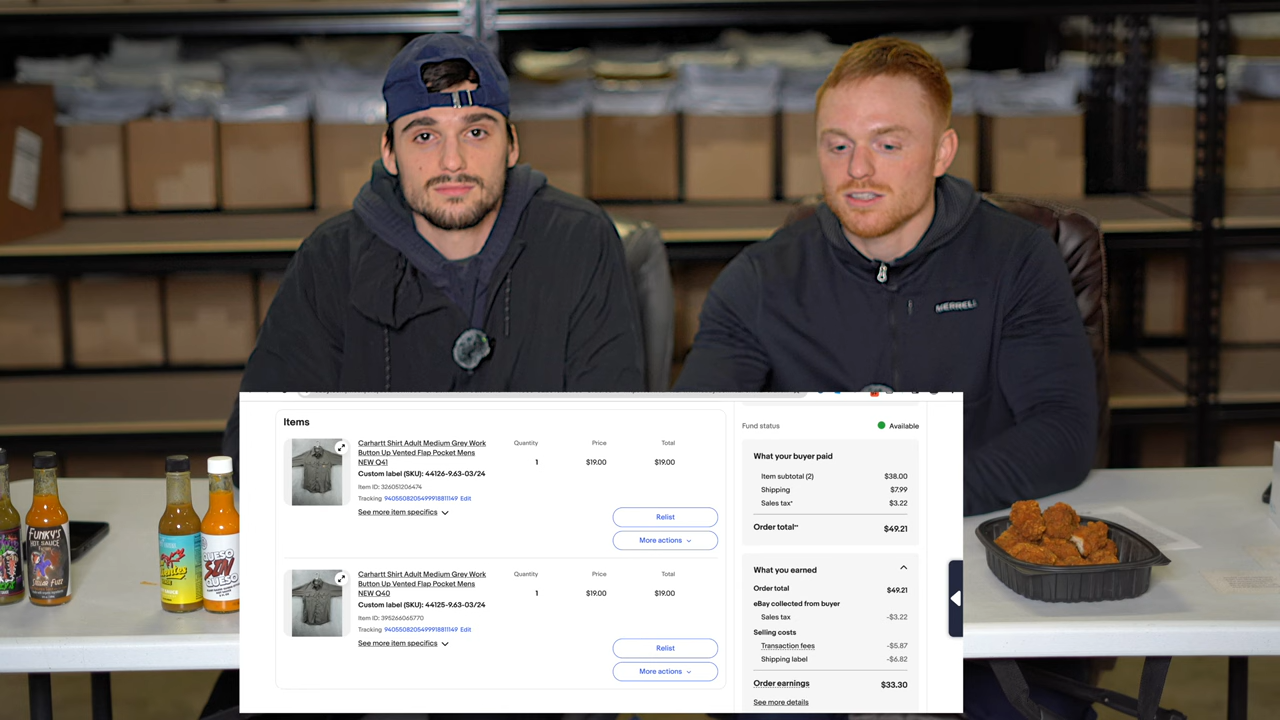 MERRELL
FUNKY'S
HOT SAUCE
QUESO
SIN
QUESO
Items
Carhartt Shirt Adult Medium Grey Work
Button Up Vented Flap Pocket Mens
NEW Q41
Custom label (SKU): 44126-9.63-03/24
Item ID: 326051206474
Tracking 9405508205499918811149 Edit
See more item specifics
Quantity
1
Price
$19.00
Total
$19.00
Relist
More actions
Carhartt Shirt Adult Medium Grey Work
Button Up Vented Flap Pocket Mens
NEW Q40
Custom label (SKU): 44125-9.63-03/24
Item ID: 395266065770
Tracking 9405508205499918811149 Edit
See more item specifics
Quantity
1
Price
$19.00
Total
$19.00
Relist
More actions
Fund status
Available
What your buyer paid
Item subtotal (2) $38.00
Shipping $7.99
Sales tax* $3.22
Order total** $49.21
What you earned
Order total $49.21
eBay collected from buyer
Sales tax -$3.22
Selling costs
Transaction fees -$5.87
Shipping label -$6.82
Order earnings $33.30
See more details